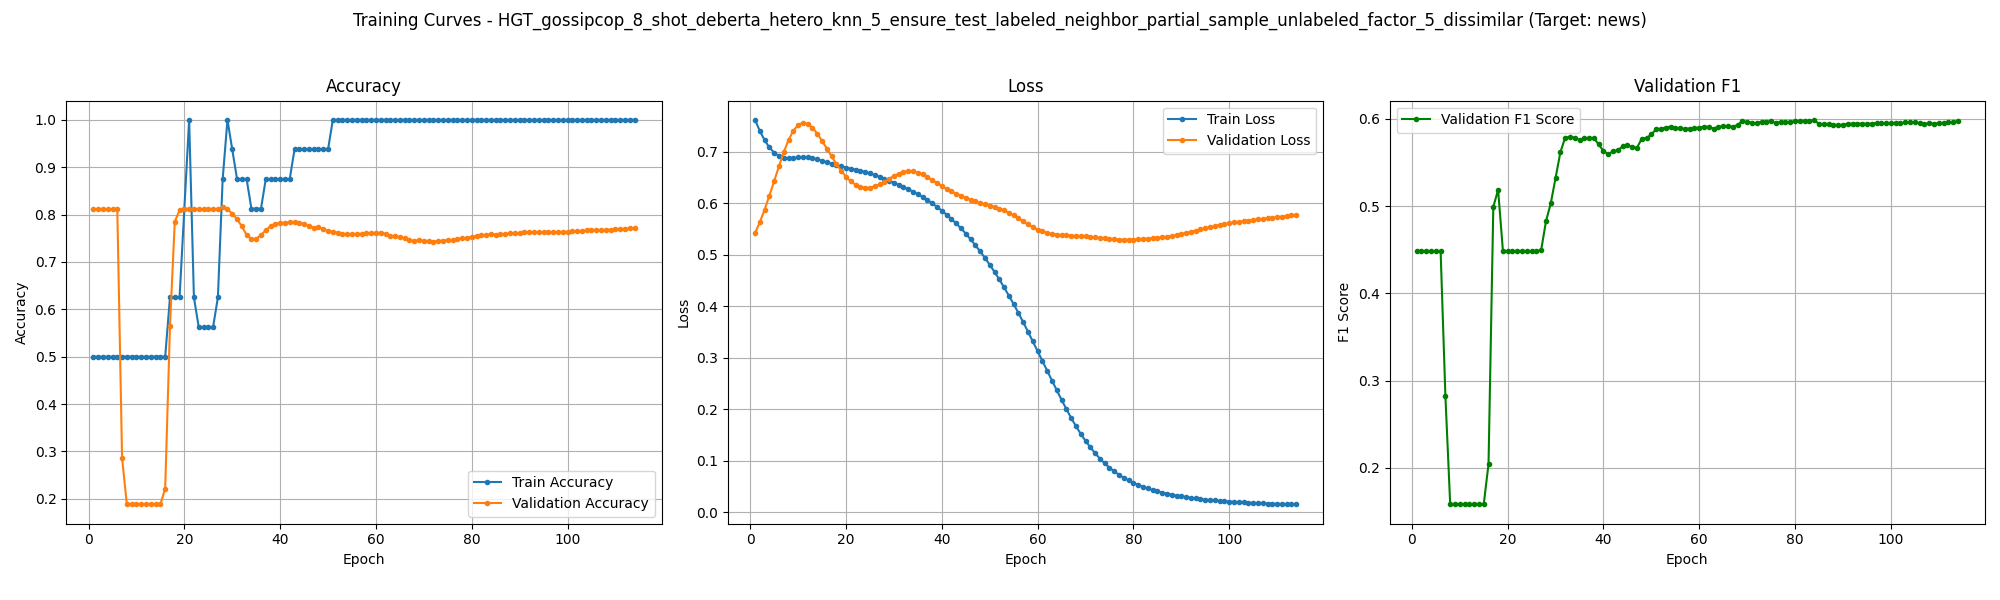 Training Curves - HGT_gossipcop_8_shot_deberta_hetero_knn_5_ensure_test_labeled_neighbor_partial_sample_unlabeled_factor_5_dissimilar (Target: news)
Accuracy
1.0
0.9
0.8
0.7
0.6
0.5
0.4
0.3
0.2
Accuracy
0
20
40
60
80
100
Epoch
Train Accuracy
Validation Accuracy
Loss
0.7
0.6
0.5
0.4
0.3
0.2
0.1
0.0
Loss
0
20
40
60
80
100
Epoch
Train Loss
Validation Loss
Validation F1
0.6
0.5
0.4
0.3
0.2
F1 Score
0
20
40
60
80
100
Epoch
Validation F1 Score